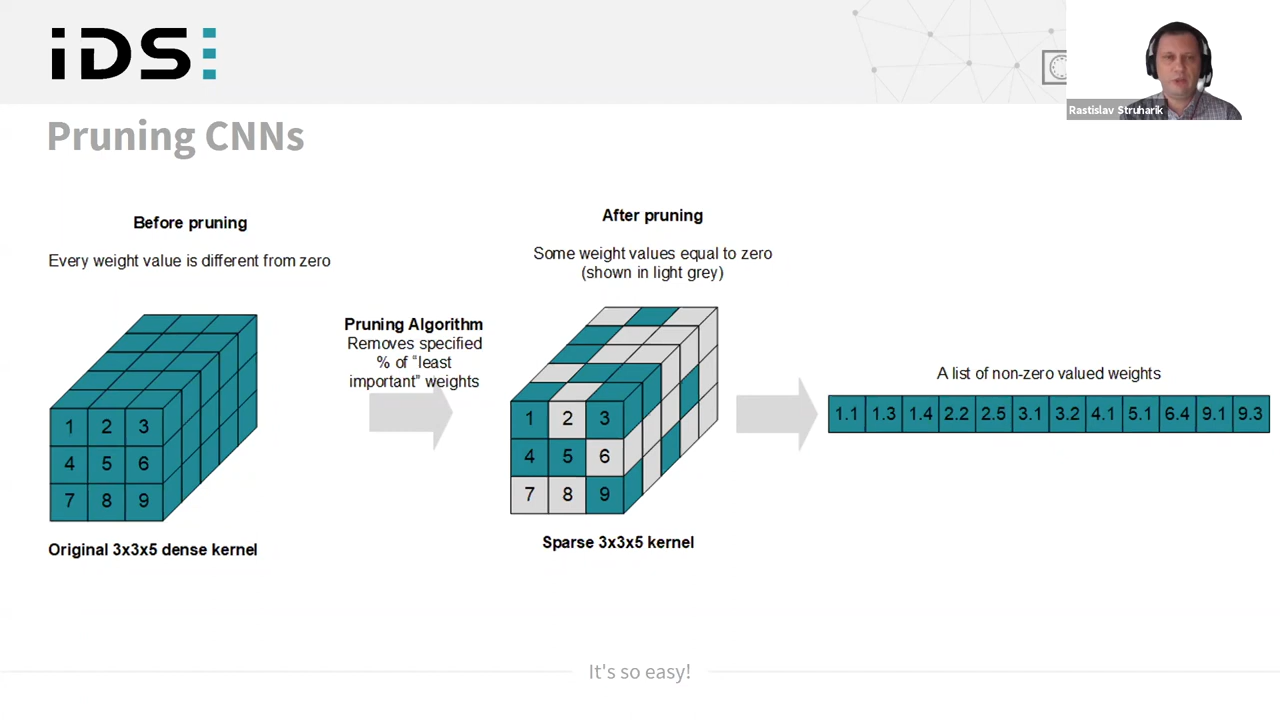 iDS
Rastislav Struharik
Pruning CNNs
Before pruning
Every weight value is different from zero
1 2 3
4 5 6
7 8 9
Original 3x3x5 dense kernel
Pruning Algorithm
Removes specified
% of “least
important” weights
After pruning
Some weight values equal to zero
(shown in light grey)
1 2 3
4 5 6
7 8 9
Sparse 3x3x5 kernel
A list of non-zero valued weights
1.1 1.3 1.4 2.2 2.5 3.1 3.2 4.1 5.1 6.4 9.1 9.3
It's so easy!